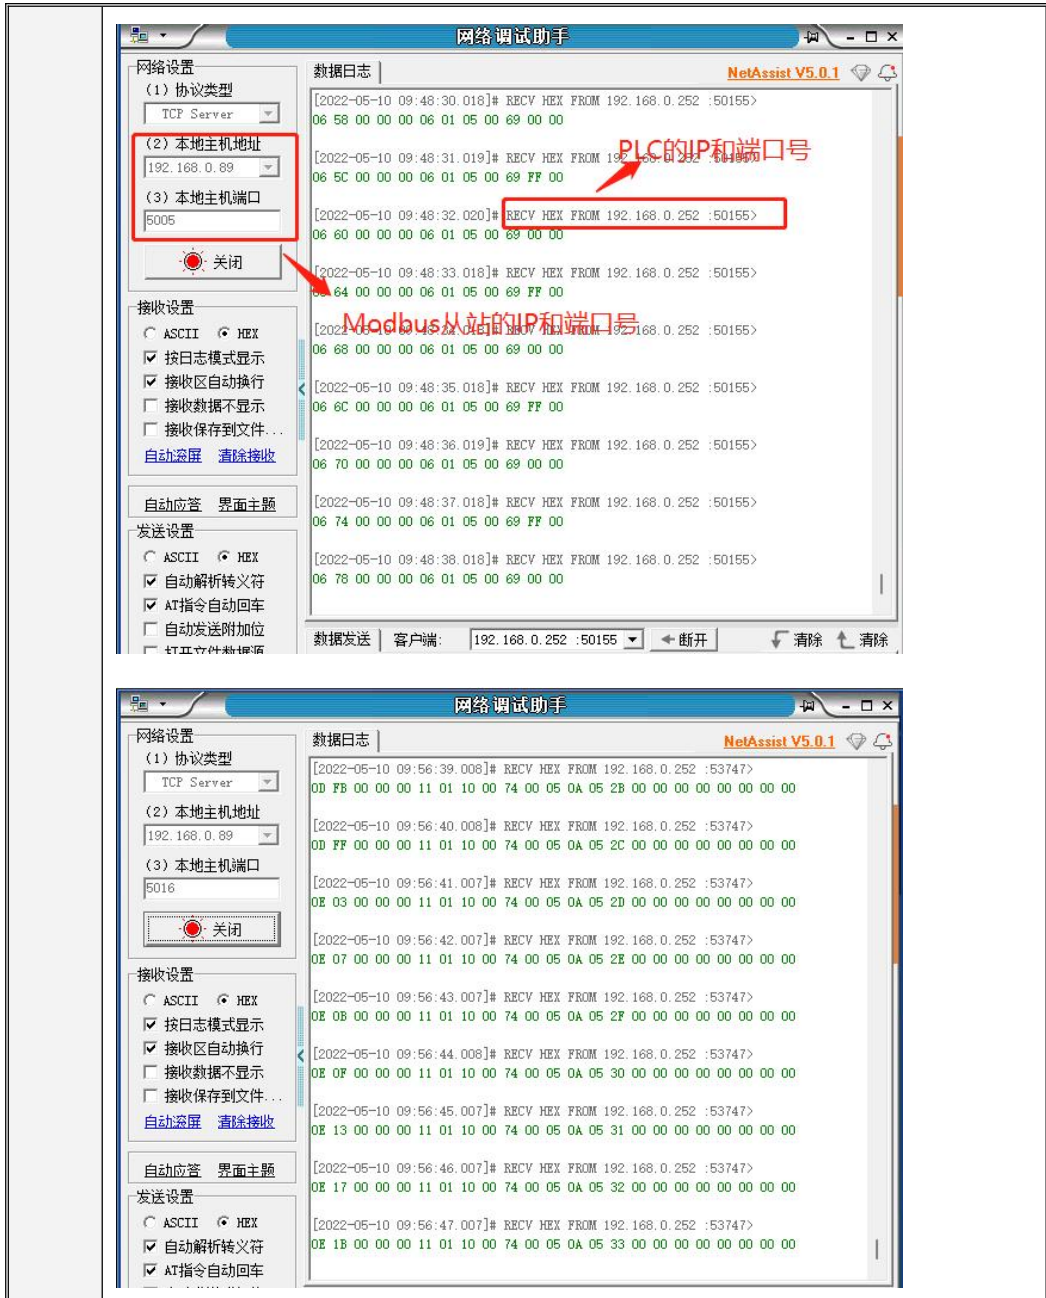 网络调试助手
网络设置
(1) 协议类型
TCP Server
(2) 本地主机地址
192.168.0.89
(3) 本地主机端口
5005
关闭
接收设置
ASCII HEX
按日志模式显示
接收区自动换行
接收数据不显示
接收保存到文件...
自动滚屏 清除接收
自动应答 界面主题
发送设置
ASCII HEX
自动解析转义符
AT指令自动回车
自动发送附加位
打开文件数据源
数据日志
NetAssist V5.0.1
[2022-05-10 09:48:30.018]# RECV HEX FROM 192.168.0.252 :50155>
06 58 00 00 00 06 01 05 00 69 00 00
PLC的IP和端口号
[2022-05-10 09:48:31.019]# RECV HEX FROM 192.168.0.252 :50155>
06 5C 00 00 00 06 01 05 00 69 FF 00
[2022-05-10 09:48:32.020]# RECV HEX FROM 192.168.0.252 :50155>
06 60 00 00 00 06 01 05 00 69 00 00
[2022-05-10 09:48:33.018]# RECV HEX FROM 192.168.0.252 :50155>
06 64 00 00 00 06 01 05 00 69 FF 00
Modbus从站的IP和端口号
[2022-05-10 09:48:34.018]# RECV HEX FROM 192.168.0.252 :50155>
06 68 00 00 00 06 01 05 00 69 00 00
[2022-05-10 09:48:35.018]# RECV HEX FROM 192.168.0.252 :50155>
06 6C 00 00 00 06 01 05 00 69 FF 00
[2022-05-10 09:48:36.019]# RECV HEX FROM 192.168.0.252 :50155>
06 70 00 00 00 06 01 05 00 69 00 00
[2022-05-10 09:48:37.018]# RECV HEX FROM 192.168.0.252 :50155>
06 74 00 00 00 06 01 05 00 69 FF 00
[2022-05-10 09:48:38.018]# RECV HEX FROM 192.168.0.252 :50155>
06 78 00 00 00 06 01 05 00 69 00 00
数据发送 客户端: 192.168.0.252 :50155 断开 清除 清除
网络调试助手
网络设置
(1) 协议类型
TCP Server
(2) 本地主机地址
192.168.0.89
(3) 本地主机端口
5016
关闭
接收设置
ASCII HEX
按日志模式显示
接收区自动换行
接收数据不显示
接收保存到文件...
自动滚屏 清除接收
自动应答 界面主题
发送设置
ASCII HEX
自动解析转义符
AT指令自动回车
数据日志
NetAssist V5.0.1
[2022-05-10 09:56:39.008]# RECV HEX FROM 192.168.0.252 :53747>
0D FB 00 00 00 11 01 10 00 74 00 05 0A 05 2B 00 00 00 00 00 00 00 00
[2022-05-10 09:56:40.008]# RECV HEX FROM 192.168.0.252 :53747>
0D FF 00 00 00 11 01 10 00 74 00 05 0A 05 2C 00 00 00 00 00 00 00 00
[2022-05-10 09:56:41.007]# RECV HEX FROM 192.168.0.252 :53747>
0E 03 00 00 00 11 01 10 00 74 00 05 0A 05 2D 00 00 00 00 00 00 00 00
[2022-05-10 09:56:42.007]# RECV HEX FROM 192.168.0.252 :53747>
0E 07 00 00 00 11 01 10 00 74 00 05 0A 05 2E 00 00 00 00 00 00 00 00
[2022-05-10 09:56:43.007]# RECV HEX FROM 192.168.0.252 :53747>
0E 0B 00 00 00 11 01 10 00 74 00 05 0A 05 2F 00 00 00 00 00 00 00 00
[2022-05-10 09:56:44.008]# RECV HEX FROM 192.168.0.252 :53747>
0E 0F 00 00 00 11 01 10 00 74 00 05 0A 05 30 00 00 00 00 00 00 00 00
[2022-05-10 09:56:45.007]# RECV HEX FROM 192.168.0.252 :53747>
0E 13 00 00 00 11 01 10 00 74 00 05 0A 05 31 00 00 00 00 00 00 00 00
[2022-05-10 09:56:46.007]# RECV HEX FROM 192.168.0.252 :53747>
0E 17 00 00 00 11 01 10 00 74 00 05 0A 05 32 00 00 00 00 00 00 00 00
[2022-05-10 09:56:47.007]# RECV HEX FROM 192.168.0.252 :53747>
0E 1B 00 00 00 11 01 10 00 74 00 05 0A 05 33 00 00 00 00 00 00 00 00